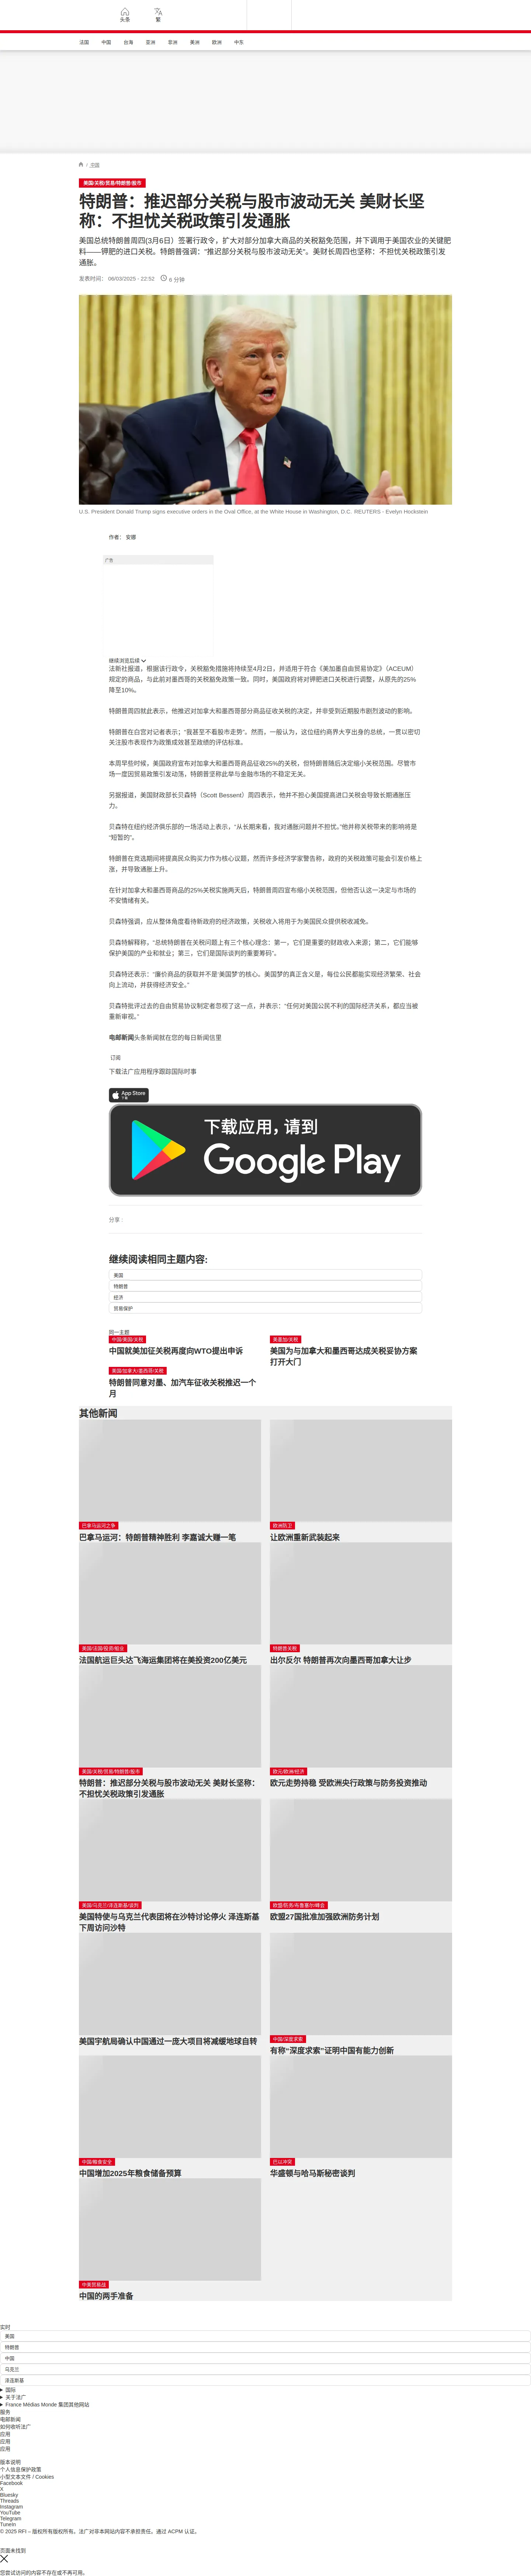 头条
繁
法国
中国
台海
亚洲
非洲
美洲
欧洲
中东
/ 美国
美国/关税/贸易/特朗普/股市
特朗普：推迟部分关税与股市波动无关 美财长坚
称：不担忧关税政策引发通胀
美国总统特朗普周四(3月6日）签署行政令，扩大对部分加拿大商品的关税豁免范围，并下调用于美国农业的关键肥
料——钾肥的进口关税。特朗普强调：“推迟部分关税与股市波动无关”。美财长周四也坚称：不担忧关税政策引发
通胀。
发表时间： 06/03/2025 - 22:52 6 分钟
U.S. President Donald Trump signs executive orders in the Oval Office, at the White House in Washington, D.C. REUTERS - Evelyn Hockstein
作者： 安娜
广告
继续浏览后续
法新社报道，根据该行政令，关税豁免措施将持续至4月2日，并适用于符合《美加墨自由贸易协定》（ACEUM）
规定的商品，与此前对墨西哥的关税豁免政策一致。同时，美国政府将对钾肥进口关税进行调整，从原先的25%
降至10%。
特朗普周四就此表示，他推迟对加拿大和墨西哥部分商品征收关税的决定，并非受到近期股市剧烈波动的影响。
特朗普在白宫对记者表示；“我甚至不看股市走势”。然而，一般认为，这位纽约商界大亨出身的总统，一贯以密切
关注股市表现作为政策成效甚至政绩的评估标准。
本周早些时候，美国政府宣布对加拿大和墨西哥商品征收25%的关税，但特朗普随后决定缩小关税范围。尽管市
场一度因贸易政策引发动荡，特朗普坚称此举与金融市场的不稳定无关。
另据报道，美国财政部长贝森特（Scott Bessent）周四表示，他并不担心美国提高进口关税会导致长期通胀压
力。
贝森特在纽约经济俱乐部的一场活动上表示，“从长期来看，我对通胀问题并不担忧。”他并称关税带来的影响将是
“短暂的”。
特朗普在竞选期间将提高民众购买力作为核心议题，然而许多经济学家警告称，政府的关税政策可能会引发价格上
涨，并导致通胀上升。
在针对加拿大和墨西哥商品的25%关税实施两天后，特朗普周四宣布缩小关税范围，但他否认这一决定与市场的
不安情绪有关。
贝森特强调，应从整体角度看待新政府的经济政策，关税收入将用于为美国民众提供税收减免。
贝森特解释称，“总统特朗普在关税问题上有三个核心理念：第一，它们是重要的财政收入来源；第二，它们能够
保护美国的产业和就业；第三，它们是国际谈判的重要筹码”。
贝森特还表示：“廉价商品的获取并不是‘美国梦’的核心。美国梦的真正含义是，每位公民都能实现经济繁荣、社会
向上流动，并获得经济安全。”
贝森特批评过去的自由贸易协议制定者忽视了这一点，并表示：“任何对美国公民不利的国际经济关系，都应当被
重新审视。”
电邮新闻头条新闻就在您的每日新闻信里
订阅
下载法广应用程序跟踪国际时事
App Store
下载应用，请到
Google Play
分享 :
继续阅读相同主题内容:
美国
特朗普
经济
贸易保护
同一主题
中国/美国/关税
中国就美加征关税再度向WTO提出申诉
美墨加/关税
美国为与加拿大和墨西哥达成关税妥协方案
打开大门
美国/加拿大/墨西哥/关税
特朗普同意对墨、加汽车征收关税推迟一个
月
其他新闻
巴拿马运河之争
巴拿马运河：特朗普精神胜利 李嘉诚大赚一笔
欧洲防卫
让欧洲重新武装起来
美国/法国/投资/航运
法国航运巨头达飞海运集团将在美投资200亿美元
特朗普关税
出尔反尔 特朗普再次向墨西哥加拿大让步
美国/关税/贸易/特朗普/股市
特朗普：推迟部分关税与股市波动无关 美财长坚称：
不担忧关税政策引发通胀
欧元/欧洲/经济
欧元走势持稳 受欧洲央行政策与防务投资推动
美国/乌克兰/泽连斯基/谈判
美国特使与乌克兰代表团将在沙特讨论停火 泽连斯基
下周访问沙特
欧盟/防务/布鲁塞尔/峰会
欧盟27国批准加强欧洲防务计划
美国宇航局确认中国通过一庞大项目将减缓地球自转
中国/深度求索
有称“深度求索”证明中国有能力创新
中国/粮食安全
中国增加2025年粮食储备预算
巴以冲突
华盛顿与哈马斯秘密谈判
中美贸易战
中国的两手准备
实时
美国
特朗普
中国
乌克兰
泽连斯基
国际
关于法广
France Médias Monde 集团其他网站
服务
电邮新闻
如何收听法广
应用
应用
应用
版本说明
个人信息保护政策
小型文本文件 / Cookies
Facebook
X
Bluesky
Threads
Instagram
YouTube
Telegram
TuneIn
© 2025 RFI – 版权所有版权所有。法广对非本网站内容不承担责任。通过 ACPM 认证。
页面未找到
您尝试访问的内容不存在或不再可用。